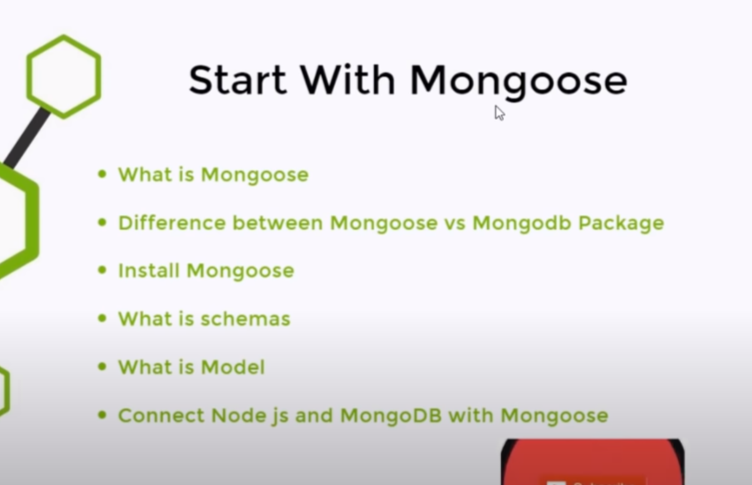 Start With Mongoose
• What is Mongoose
• Difference between Mongoose vs Mongodb Package
• Install Mongoose
• What is schemas
• What is Model
• Connect Node js and MongoDB with Mongoose